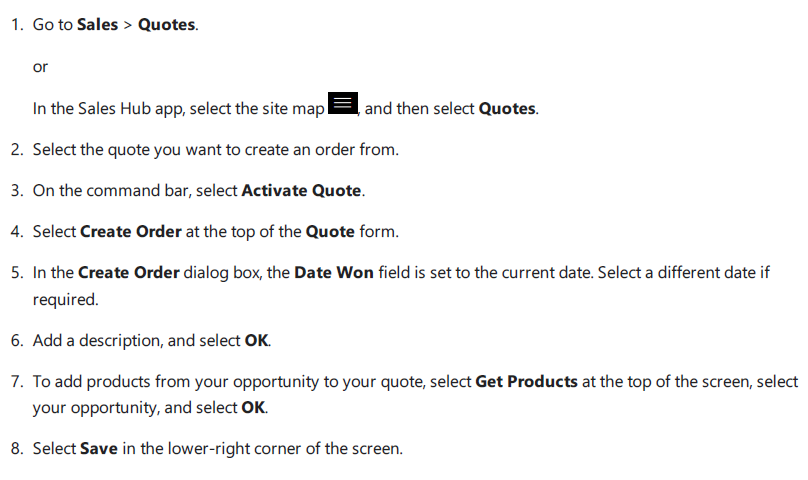 1. Go to Sales > Quotes.
or
In the Sales Hub app, select the site map , and then select Quotes.
2. Select the quote you want to create an order from.
3. On the command bar, select Activate Quote.
4. Select Create Order at the top of the Quote form.
5. In the Create Order dialog box, the Date Won field is set to the current date. Select a different date if
required.
6. Add a description, and select OK.
7. To add products from your opportunity to your quote, select Get Products at the top of the screen, select
your opportunity, and select OK.
8. Select Save in the lower-right corner of the screen.